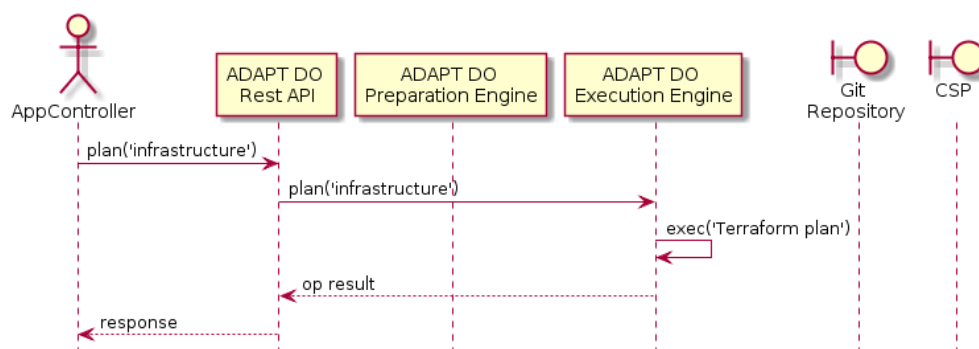 AppController
ADAPT DO
Rest API
ADAPT DO
Preparation Engine
ADAPT DO
Execution Engine
Git
Repository
CSP
plan('infrastructure')
plan('infrastructure')
exec('Terraform plan')
op result
response